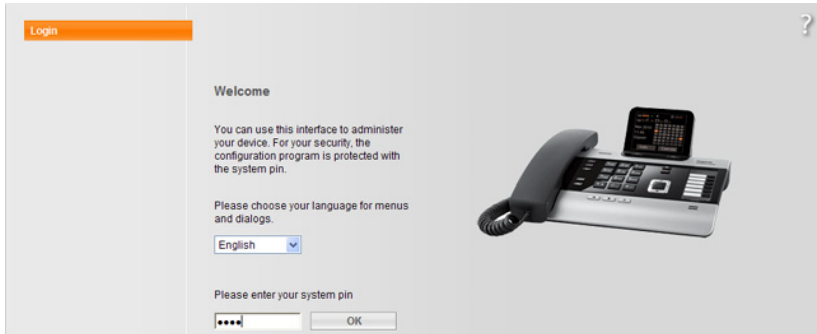 Login
?
Welcome
You can use this interface to administer
your device. For your security, the
configuration program is protected with
the system pin.
Please choose your language for menus
and dialogs.
English
Please enter your system pin
••••
OK